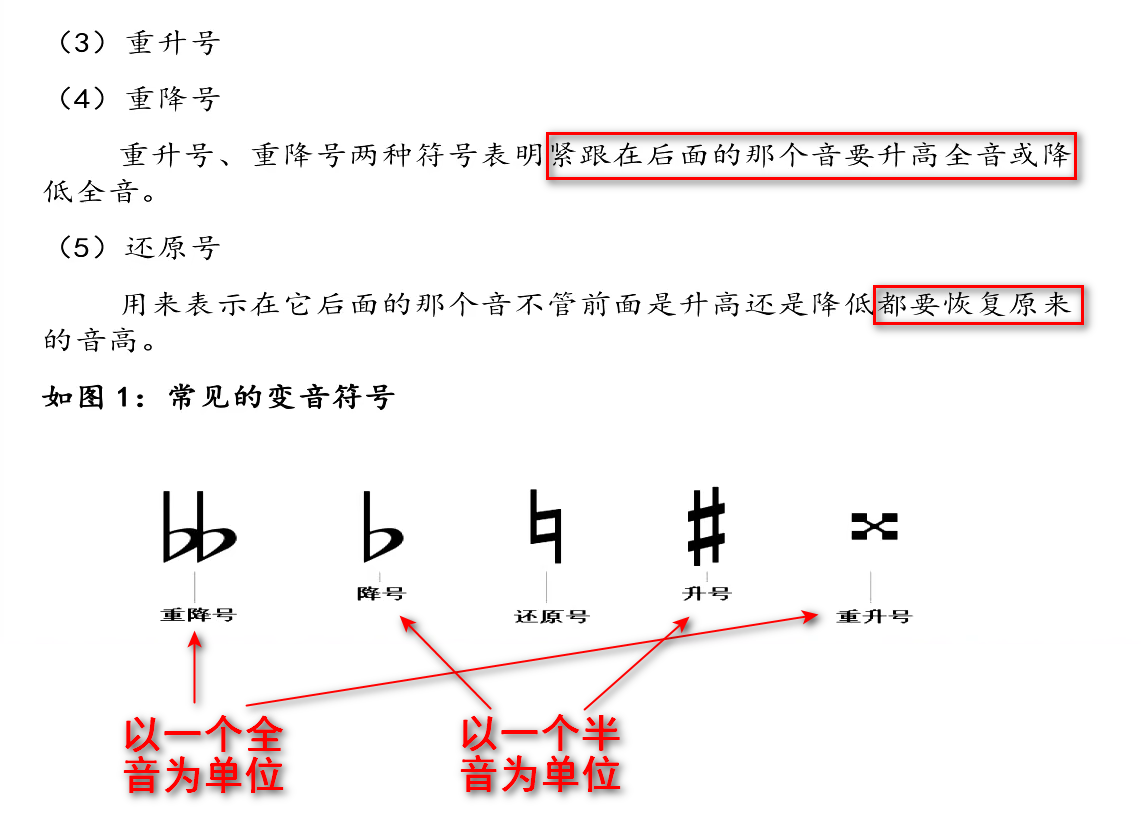 （3）重升号
（4）重降号
重升号、重降号两种符号表明紧跟在后面的那个音要升高全音或降
低全音。
（5）还原号
用来表示在它后面的那个音不管前面是升高还是降低都要恢复原来
的音高。
如图 1：常见的变音符号
重降号
降号
还原号
升号
重升号
以一个全
音为单位
以一个半
音为单位